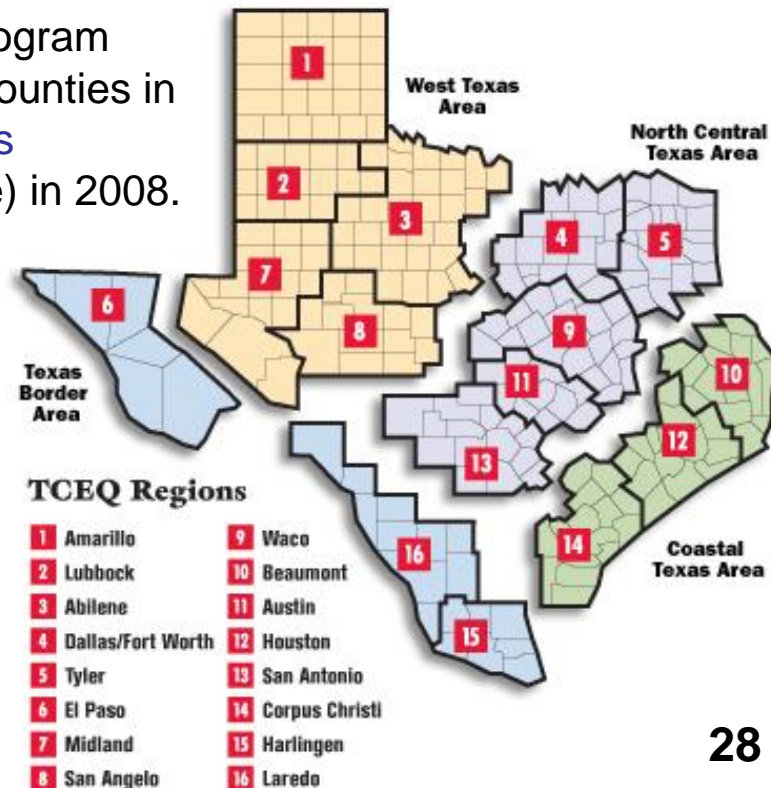 ogram
ounties in
s
e) in 2008.
West Texas
Area
North Central
Texas Area
1
2
3
4
5
6
7
8
9
10
11
12
13
14
15
16
Texas
Border
Area
Coastal
Texas Area
TCEQ Regions
1 Amarillo
2 Lubbock
3 Abilene
4 Dallas/Fort Worth
5 Tyler
6 El Paso
7 Midland
8 San Angelo
9 Waco
10 Beaumont
11 Austin
12 Houston
13 San Antonio
14 Corpus Christi
15 Harlingen
16 Laredo
28